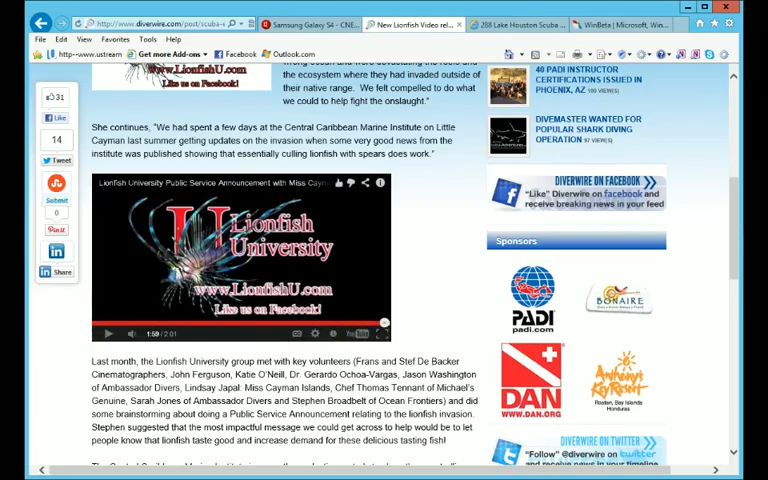 http://www.diverwire.com/post/scuba-e
Samsung Galaxy S4 - CNE...
New Lionfish Video rel...
288 Lake Houston Scuba ...
WinBeta | Microsoft, Win...
File Edit View Favorites Tools Help
http--www.ustream
Get more Add-ons
Facebook
Outlook.com
www.LionfishU.com
Like us on Facebook!
the ecosystem where they had invaded outside of
their native range. We felt compelled to do what
we could to help fight the onslaught."
She continues, "We had spent a few days at the Central Caribbean Marine Institute on Little
Cayman last summer getting updates on the invasion when some very good news from the
institute was published showing that essentially culling lionfish with spears does work."
31
Like
14
Tweet
Submit
0
Pin it
Share
Lionfish University Public Service Announcement with Miss Caym
Lionfish
University
www.LionfishU.com
Like us on Facebook!
1:59 / 2:01
YouTube
Last month, the Lionfish University group met with key volunteers (Frans and Stef De Backer
Cinematographers, John Ferguson, Katie O'Neill, Dr. Gerardo Ochoa-Vargas, Jason Washington
of Ambassador Divers, Lindsay Japal: Miss Cayman Islands, Chef Thomas Tennant of Michael's
Genuine, Sarah Jones of Ambassador Divers and Stephen Broadbelt of Ocean Frontiers) and did
some brainstorming about doing a Public Service Announcement relating to the lionfish invasion.
Stephen suggested that the most impactful message we could get across to help would be to let
people know that lionfish taste good and increase demand for these delicious tasting fish!
40 PADI INSTRUCTOR
CERTIFICATIONS ISSUED IN
PHOENIX, AZ 100 VIEW(S)
DIVEMASTER WANTED FOR
POPULAR SHARK DIVING
OPERATION 97 VIEW(S)
DIVERWIRE ON FACEBOOK
"Like" Diverwire on facebook and
receive breaking news in your feed
Sponsors
PADI
padi.com
BONAIRE
DAN
WWW.DAN.ORG
Anthony's
Key Resort
Roatan, Bay Islands
Honduras
DIVERWIRE ON TWITTER
"Follow" @diverwire on twitter